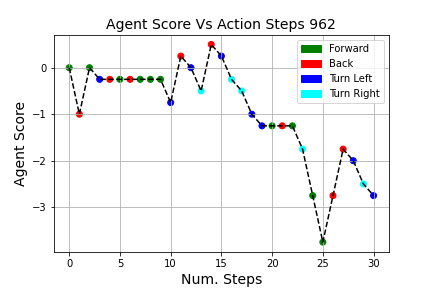 Agent Score Vs Action Steps 962
Forward
Back
Turn Left
Turn Right
Agent Score
0
−1
−2
−3
0 5 10 15 20 25 30
Num. Steps